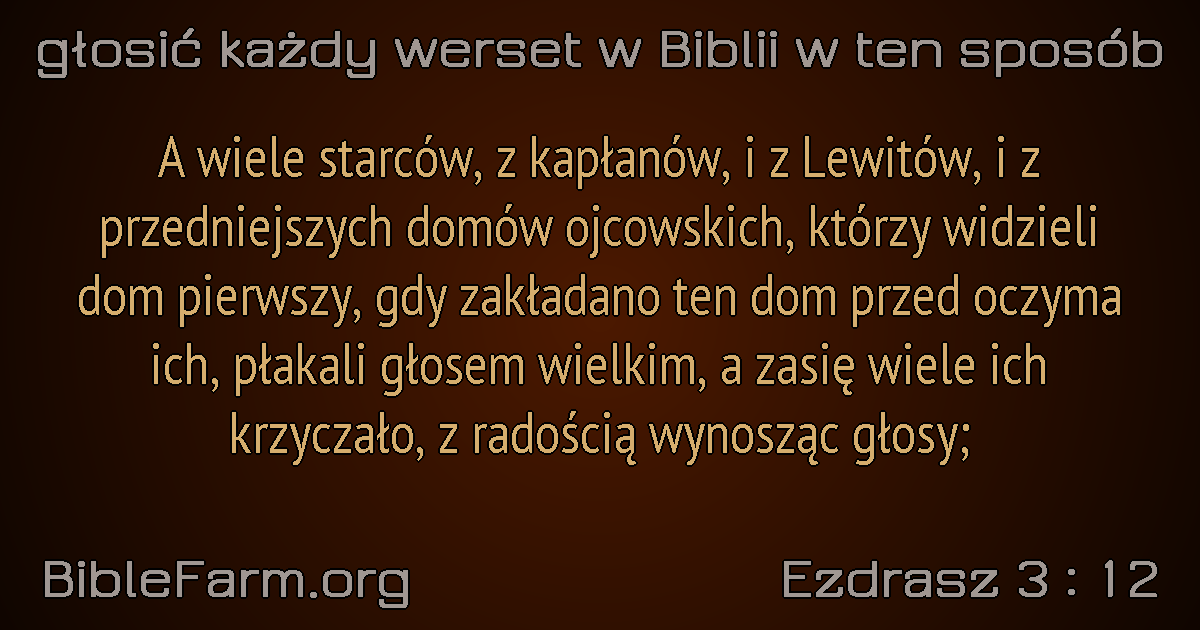 głosić każdy werset w Biblii w ten sposób
A wiele starców, z kapłanów, i z Lewitów, i z
przedniejszych domów ojcowskich, którzy widzieli
dom pierwszy, gdy zakładano ten dom przed oczyma
ich, płakali głosem wielkim, a zasię wiele ich
krzyczało, z radością wynosząc głosy;
BibleFarm.org
Ezdrasz 3 : 12